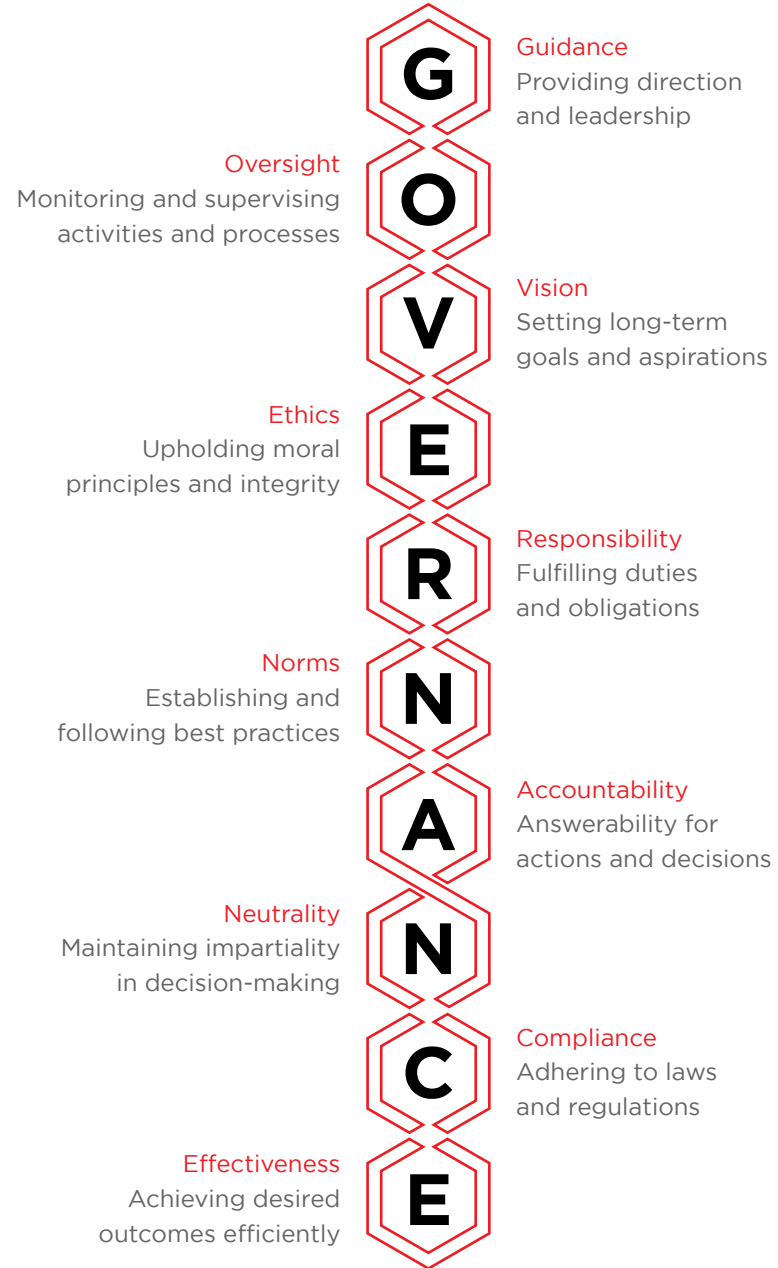 G
Guidance
Providing direction
and leadership
O
Oversight
Monitoring and supervising
activities and processes
V
Vision
Setting long-term
goals and aspirations
E
Ethics
Upholding moral
principles and integrity
R
Responsibility
Fulfilling duties
and obligations
N
Norms
Establishing and
following best practices
A
Accountability
Answerability for
actions and decisions
N
Neutrality
Maintaining impartiality
in decision-making
C
Compliance
Adhering to laws
and regulations
E
Effectiveness
Achieving desired
outcomes efficiently